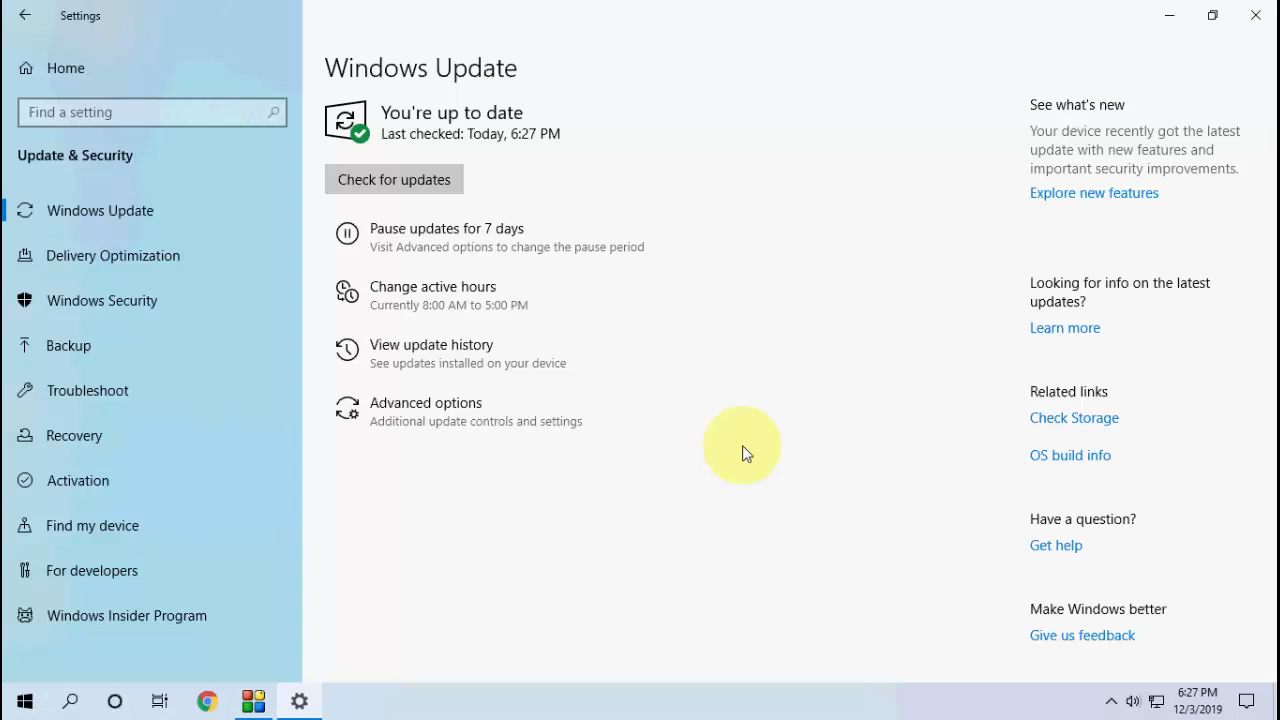 Settings
Home
Find a setting
Update & Security
Windows Update
Delivery Optimization
Windows Security
Backup
Troubleshoot
Recovery
Activation
Find my device
For developers
Windows Insider Program
Windows Update
You're up to date
Last checked: Today, 6:27 PM
Check for updates
Pause updates for 7 days
Visit Advanced options to change the pause period
Change active hours
Currently 8:00 AM to 5:00 PM
View update history
See updates installed on your device
Advanced options
Additional update controls and settings
See what's new
Your device recently got the latest
update with new features and
important security improvements.
Explore new features
Looking for info on the latest
updates?
Learn more
Related links
Check Storage
OS build info
Have a question?
Get help
Make Windows better
Give us feedback
6:27 PM
12/3/2019